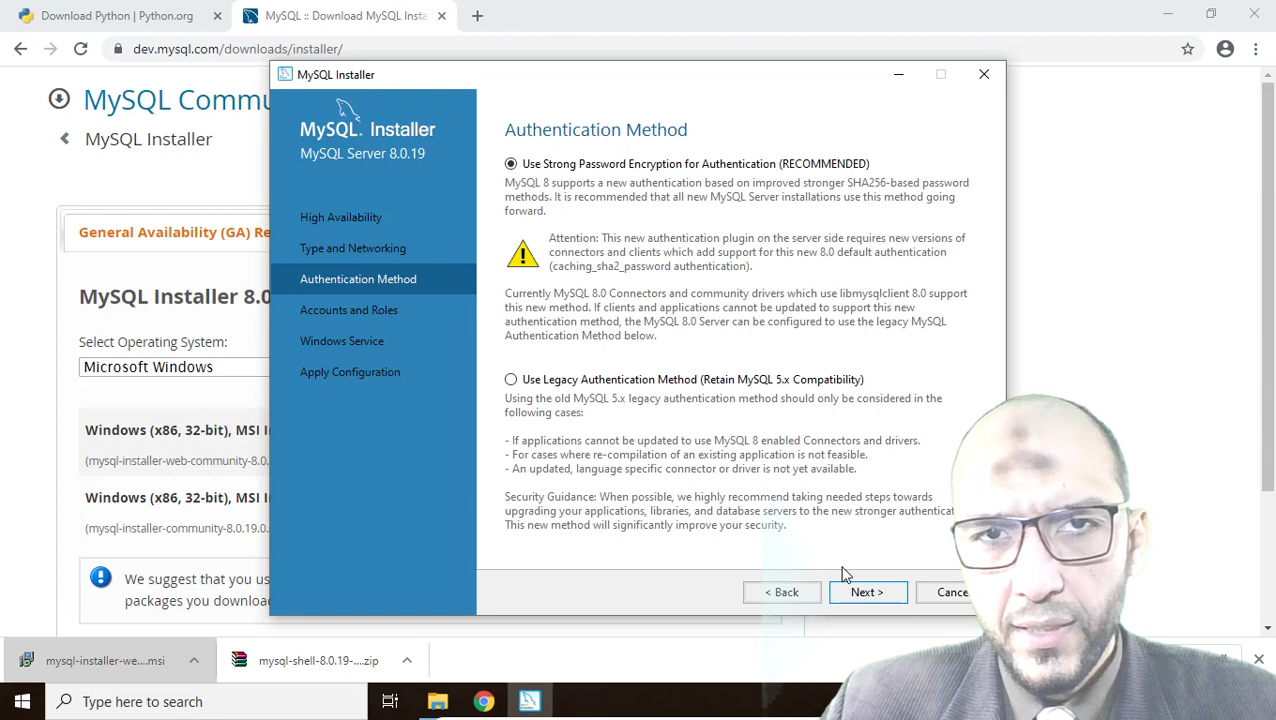 Download Python | Python.org
MySQL :: Download MySQL Insta
dev.mysql.com/downloads/installer/
MySQL Commu
MySQL Installer
General Availability (GA) Re
MySQL Installer 8.0
Select Operating System:
Microsoft Windows
Windows (x86, 32-bit), MSI In
(mysql-installer-web-community-8.0.
Windows (x86, 32-bit), MSI In
(mysql-installer-community-8.0.19.0.
We suggest that you use
packages you download
MySQL Installer
MySQL. Installer
MySQL Server 8.0.19
High Availability
Type and Networking
Authentication Method
Accounts and Roles
Windows Service
Apply Configuration
Authentication Method
Use Strong Password Encryption for Authentication (RECOMMENDED)
MySQL 8 supports a new authentication based on improved stronger SHA256-based password
methods. It is recommended that all new MySQL Server installations use this method going
forward.
Attention: This new authentication plugin on the server side requires new versions of
connectors and clients which add support for this new 8.0 default authentication
(caching_sha2_password authentication).
Currently MySQL 8.0 Connectors and community drivers which use libmysqlclient 8.0 support
this new method. If clients and applications cannot be updated to support this new
authentication method, the MySQL 8.0 Server can be configured to use the legacy MySQL
Authentication Method below.
Use Legacy Authentication Method (Retain MySQL 5.x Compatibility)
Using the old MySQL 5.x legacy authentication method should only be considered in the
following cases:
- If applications cannot be updated to use MySQL 8 enabled Connectors and drivers.
- For cases where re-compilation of an existing application is not feasible.
- An updated, language specific connector or driver is not yet available.
Security Guidance: When possible, we highly recommend taking needed steps towards
upgrading your applications, libraries, and database servers to the new stronger authenticat
This new method will significantly improve your security.
< Back
Next >
Cance
mysql-installer-we....msi
mysql-shell-8.0.19-....zip
Type here to search